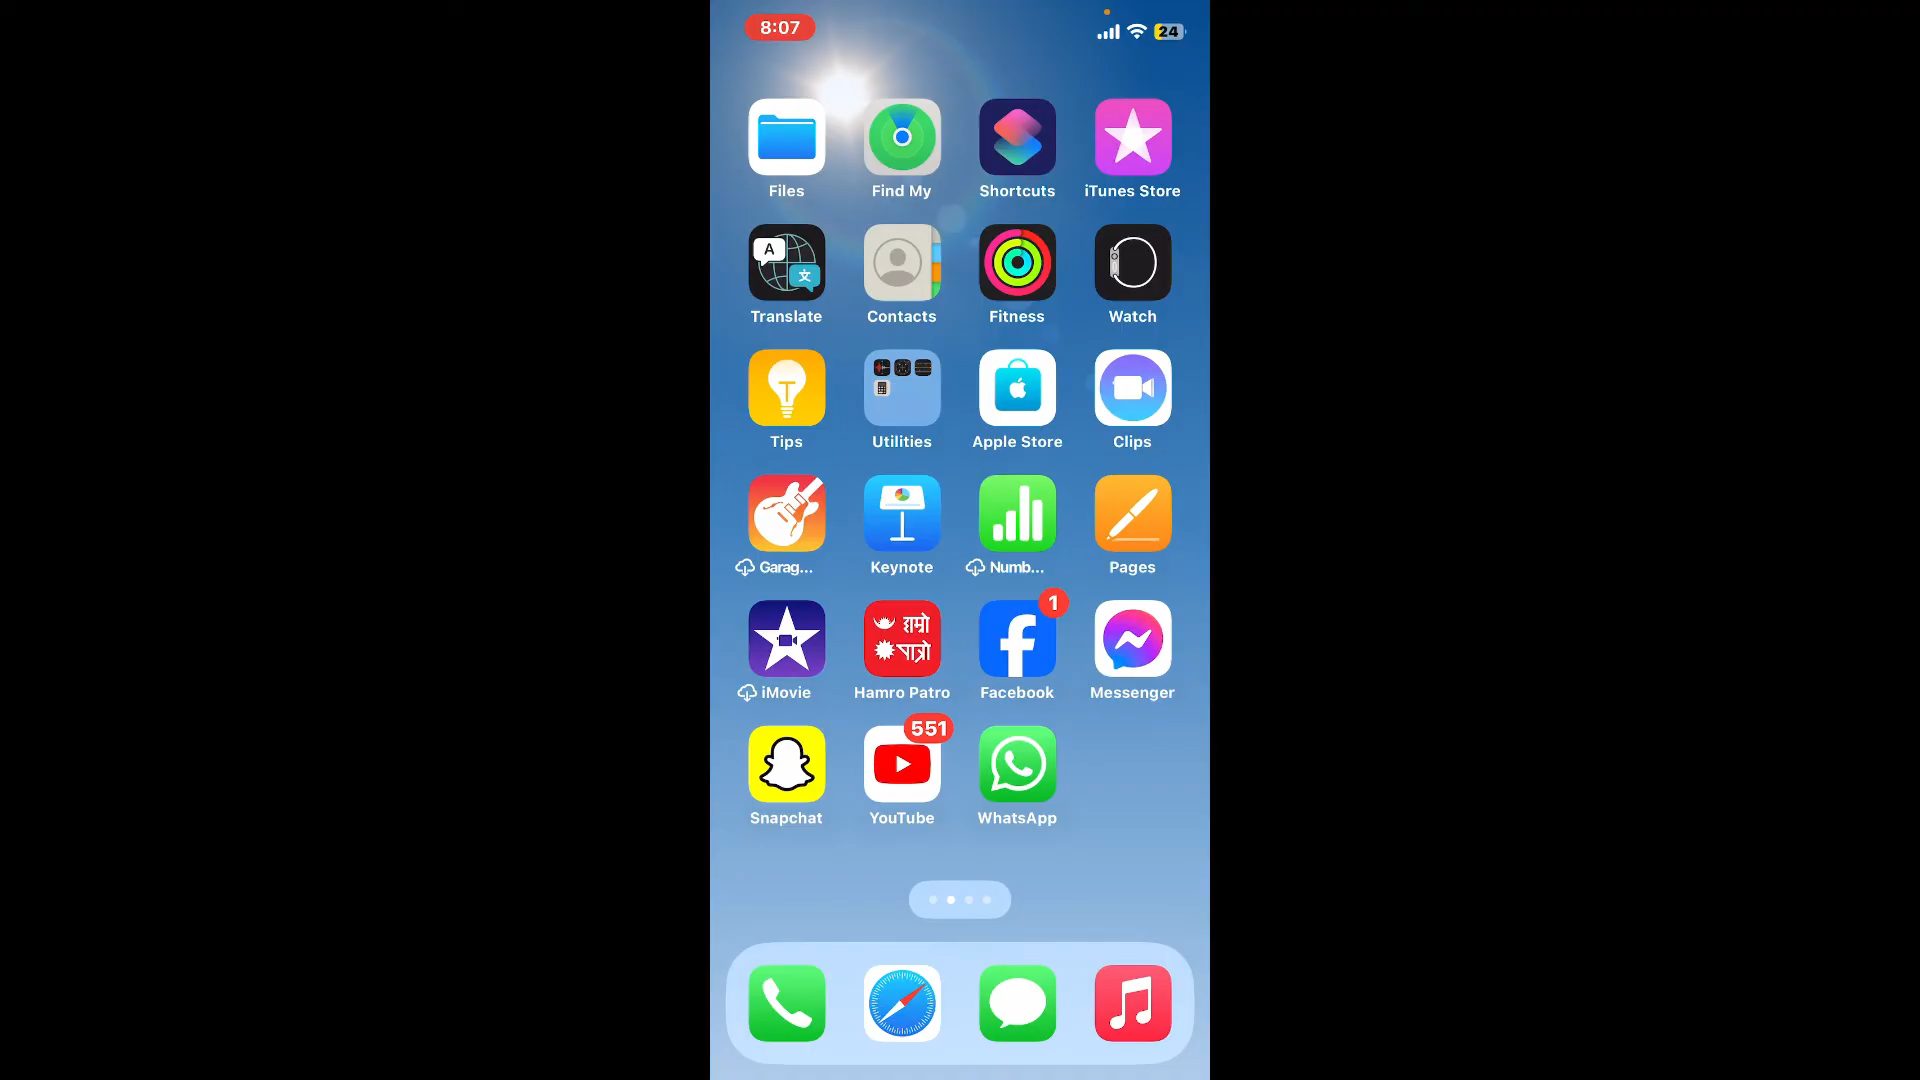 8:07
24
Files Find My Shortcuts iTunes Store
A 文
Translate Contacts Fitness Watch
Tips Utilities Apple Store Clips
Garag... Keynote Numb... Pages
1
हाम्रो
पात्रो
iMovie Hamro Patro Facebook Messenger
551
Snapchat YouTube WhatsApp